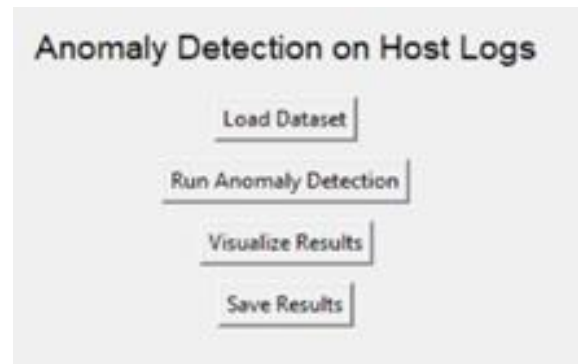 Anomaly Detection on Host Logs
Load Dataset
Run Anomaly Detection
Visualize Results
Save Results